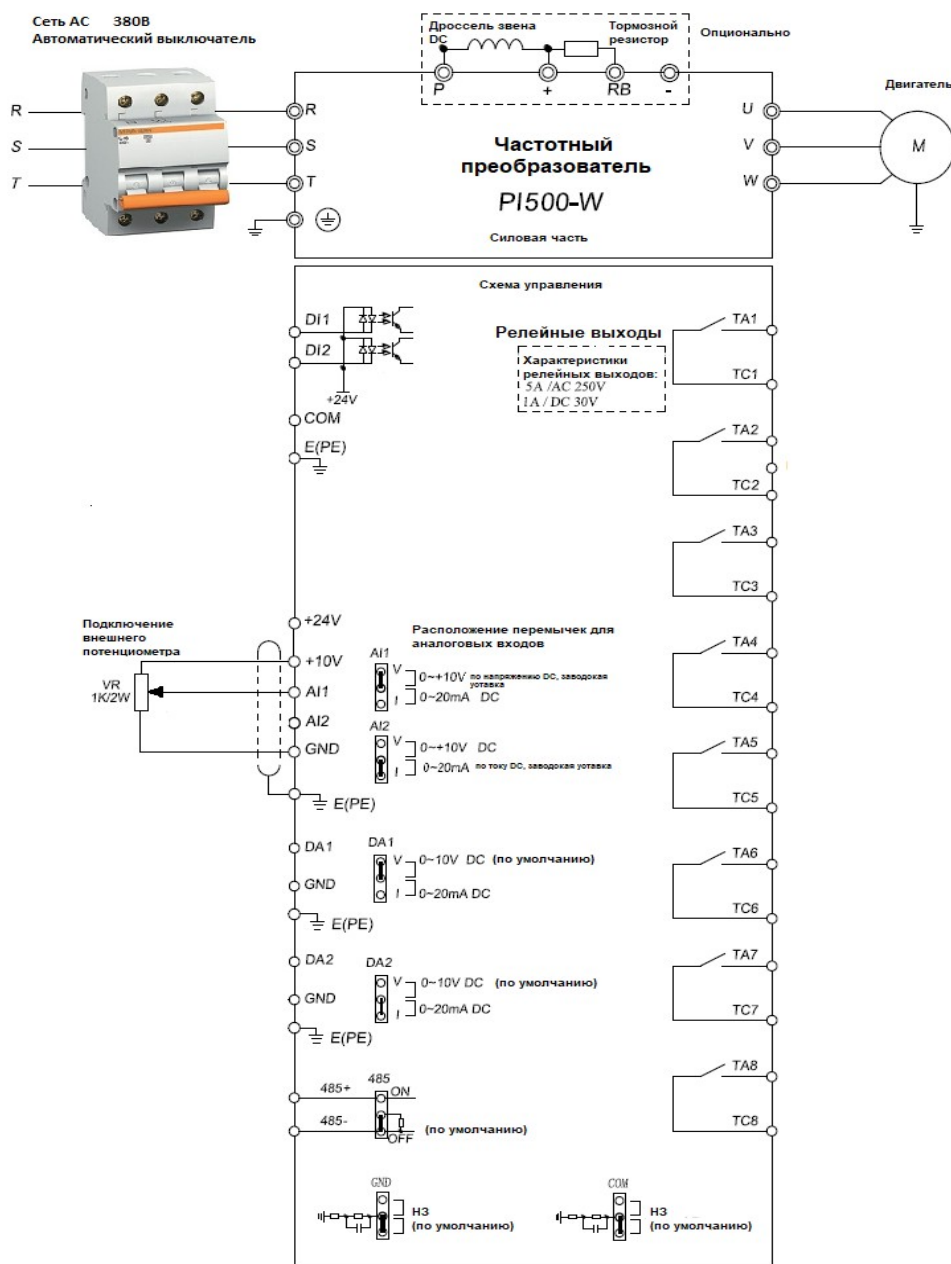 Сеть АС 380В
Автоматический выключатель
Дроссель звена
DC
Тормозной
резистор
Опционально
P
+
RB
-
Двигатель
R
S
T
R
S
T
U
V
W
M
Частотный
преобразователь
PI500-W
Силовая часть
Схема управления
DI1
DI2
+24V
COM
E(PE)
Релейные выходы
Характеристики
релейных выходов:
5A /AC 250V
1A / DC 30V
TA1
TC1
TA2
TC2
TA3
TC3
+24V
Подключение
внешнего
потенциометра
VR
1K/2W
+10V
AI1
AI2
GND
E(PE)
Расположение перемычек для
аналоговых входов
AI1
V
0~+10V по напряжению DC, заводская
уставка
I
0~20mA DC
AI2
V
0~+10V DC
I
0~20mA по току DC, заводская уставка
TA4
TC4
TA5
TC5
DA1
GND
E(PE)
DA1
V
0~10V DC (по умолчанию)
I
0~20mA DC
TA6
TC6
DA2
GND
E(PE)
DA2
V
0~10V DC (по умолчанию)
I
0~20mA DC
TA7
TC7
485+
485-
485
ON
OFF
(по умолчанию)
TA8
TC8
GND
НЗ
(по умолчанию)
COM
НЗ
(по умолчанию)